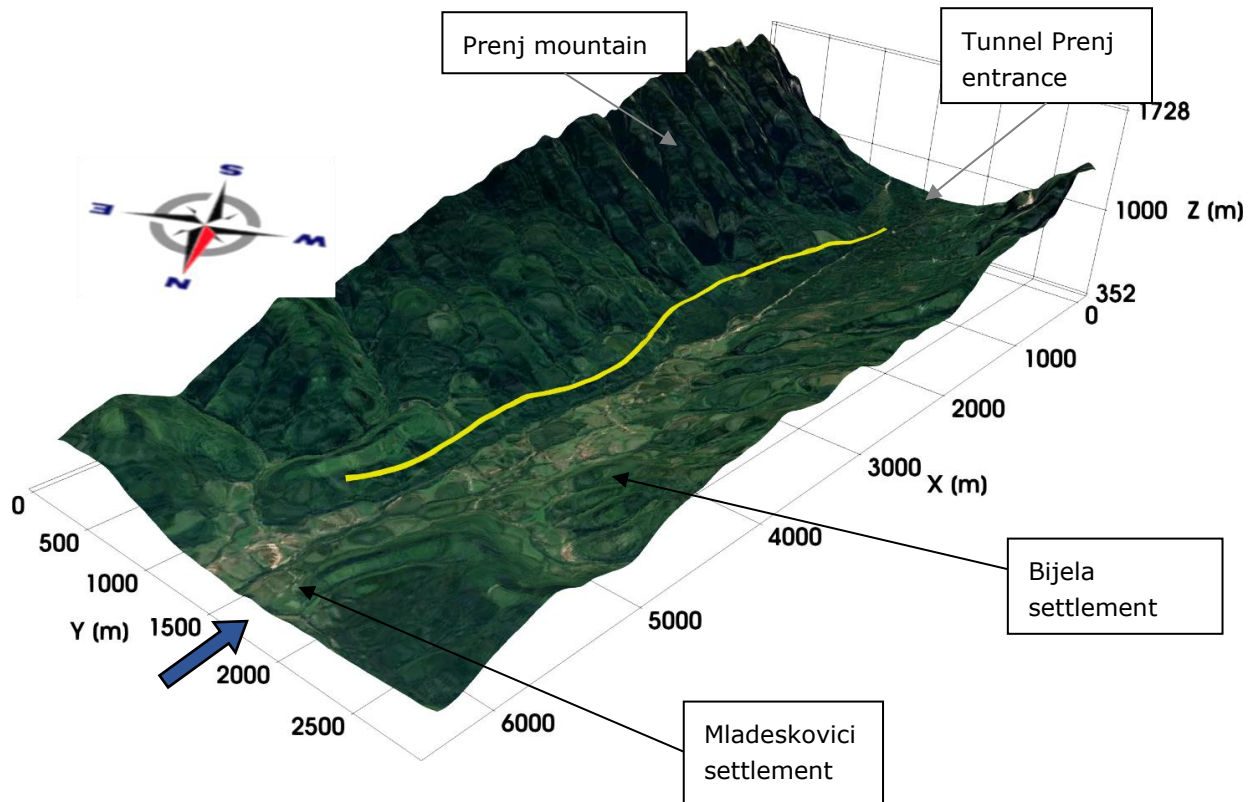 Prenj mountain
Tunnel Prenj
entrance
1728
1000
Z (m)
352
S
E
W
N
0
1000
2000
3000
X (m)
4000
5000
6000
0
500
1000
1500
Y (m)
2000
2500
Bijela
settlement
Mladeskovici
settlement